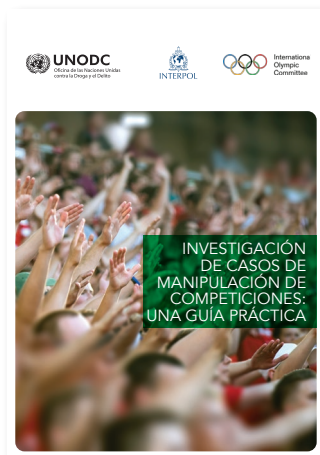 UNODC
Oficina de las Naciones Unidas
contra la Droga y el Delito
INTERPOL
Internationa
Olympic
Committee
INVESTIGACIÓN
DE CASOS DE
MANIPULACIÓN DE
COMPETICIONES:
UNA GUÍA PRÁCTICA